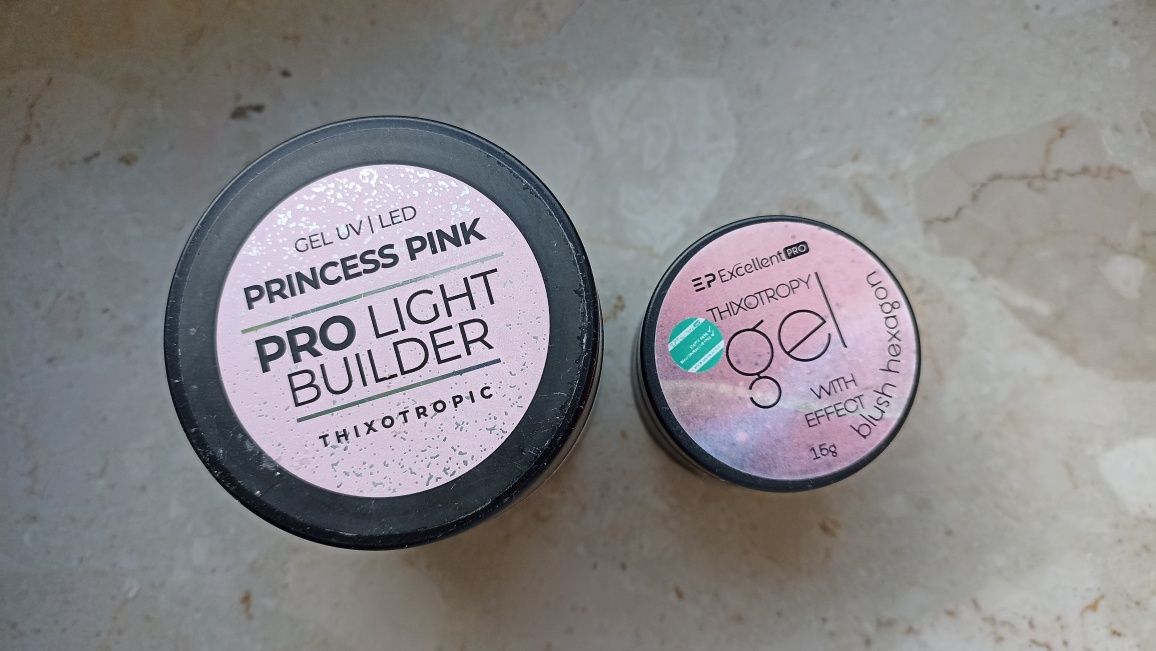 GEL UV | LED
PRINCESS PINK
PRO LIGHT
BUILDER
THIXOTROPIC
EP Excellent PRO
THIXOTROPY
gel
WITH
EFFECT
15g
blush hexagon